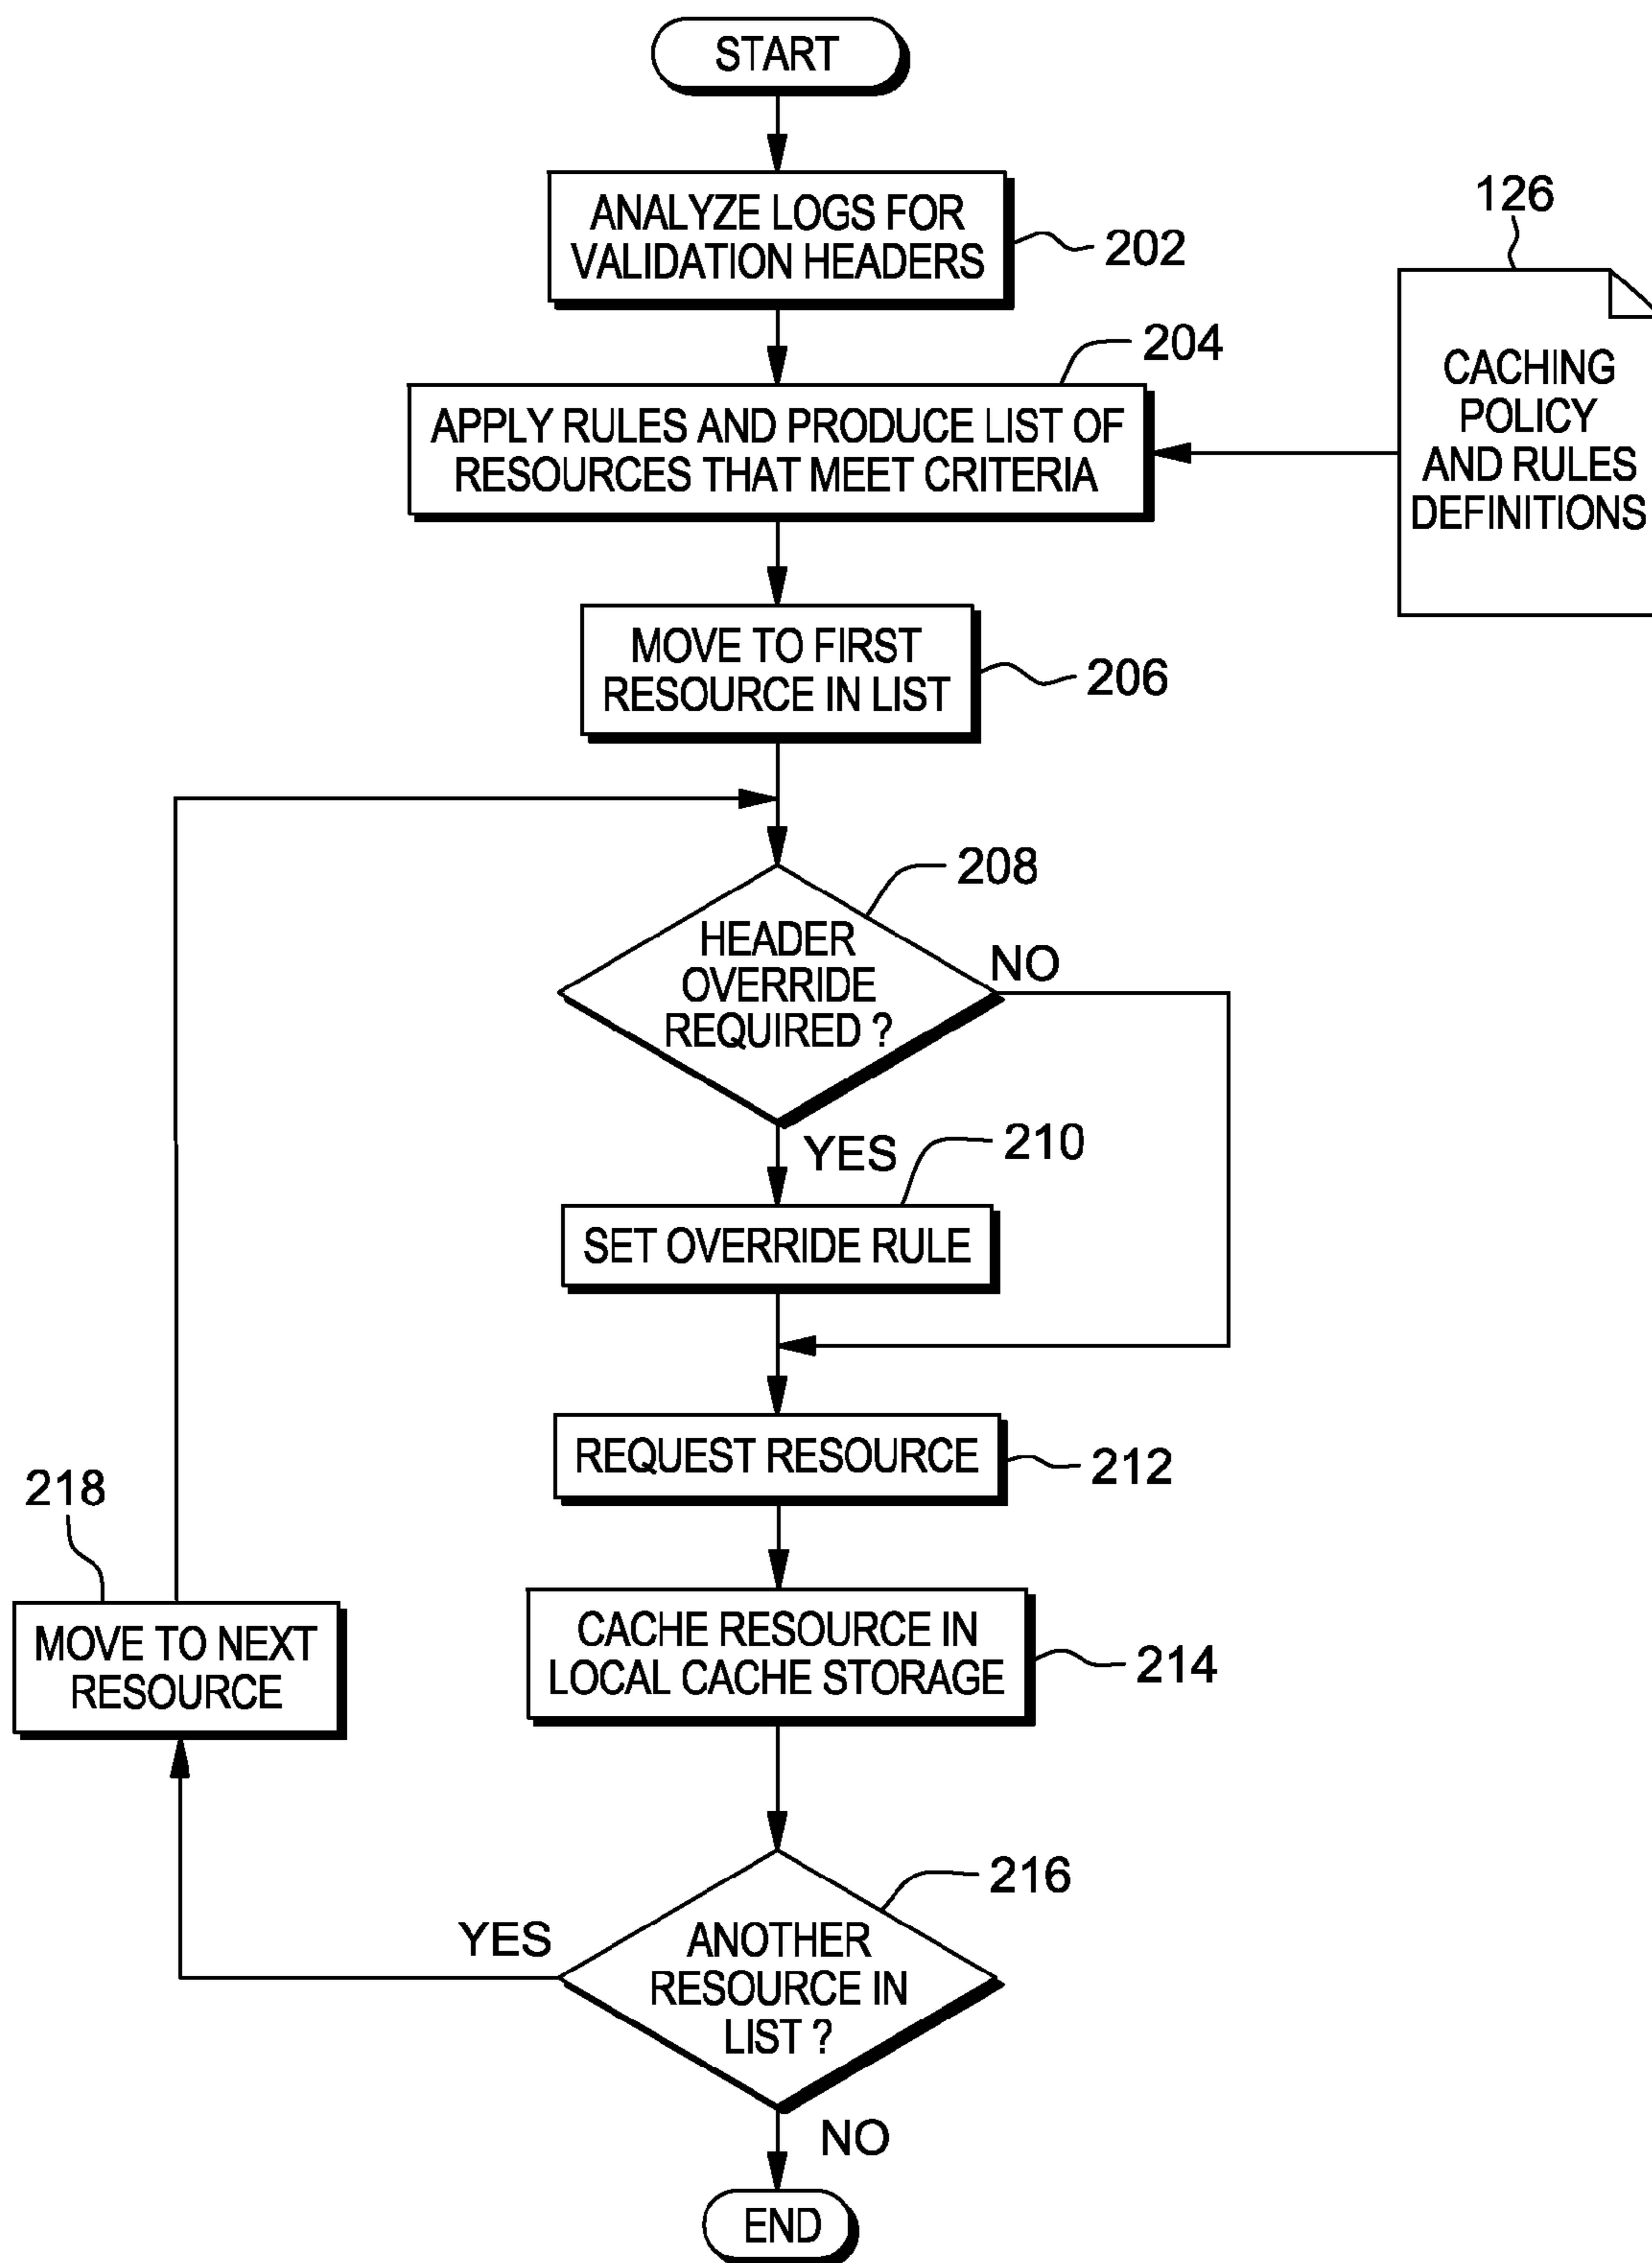 START
ANALYZE LOGS FOR
VALIDATION HEADERS
202
126
204
APPLY RULES AND PRODUCE LIST OF
RESOURCES THAT MEET CRITERIA
CACHING
POLICY
AND RULES
DEFINITIONS
MOVE TO FIRST
RESOURCE IN LIST
206
208
HEADER
OVERRIDE
REQUIRED ?
NO
YES
210
SET OVERRIDE RULE
REQUEST RESOURCE
212
218
MOVE TO NEXT
RESOURCE
CACHE RESOURCE IN
LOCAL CACHE STORAGE
214
216
YES
ANOTHER
RESOURCE IN
LIST ?
NO
END